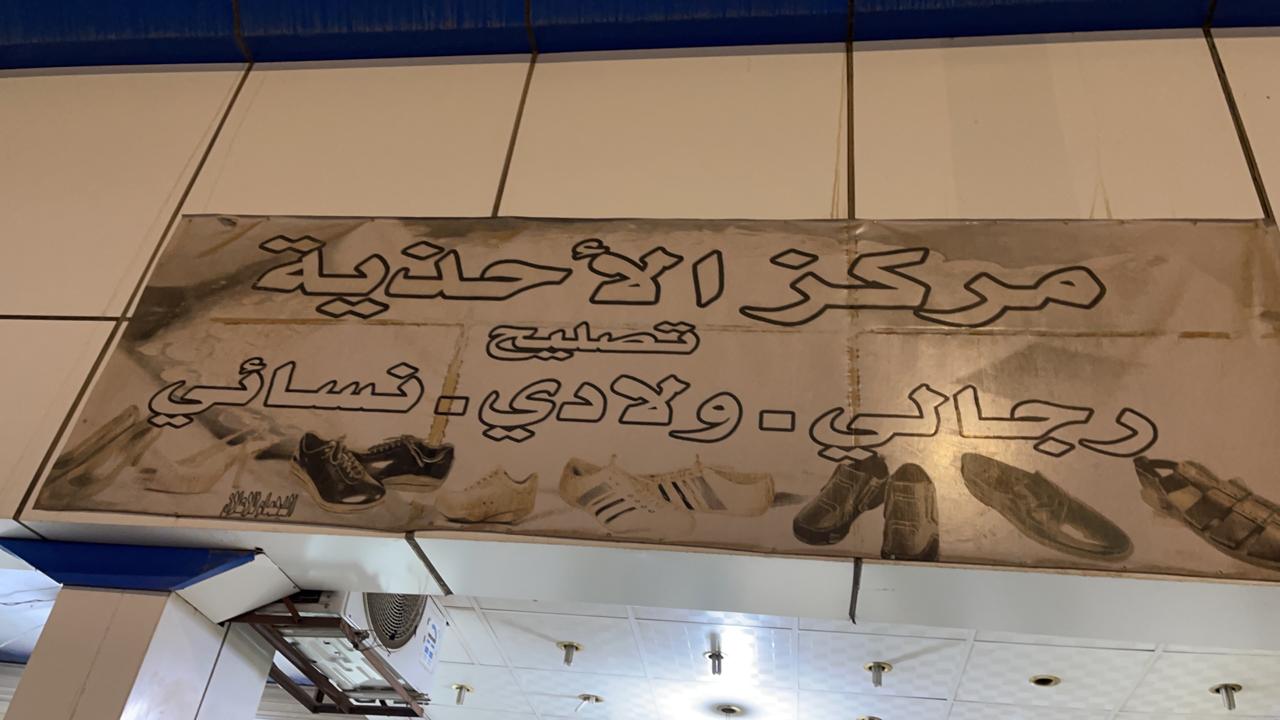 مركز الأحذية
تصليح
رجالي - ولادي - نسائي